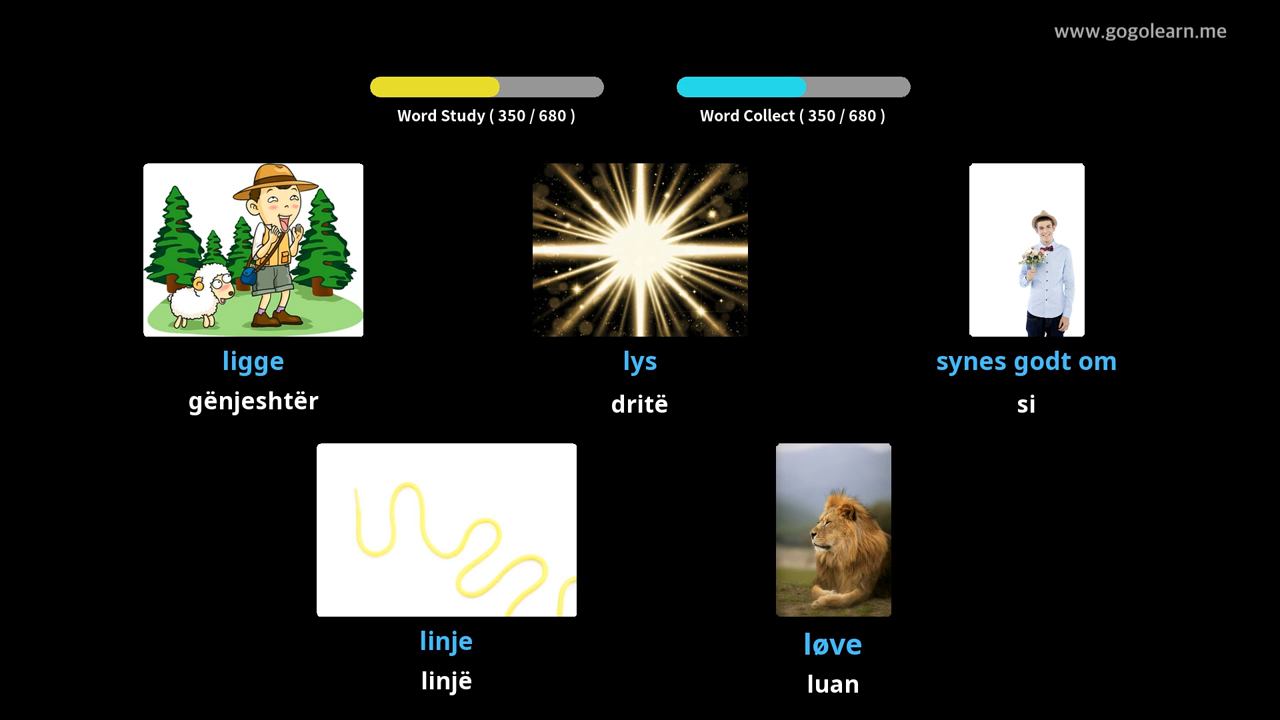 www.gogolearn.me
Word Study ( 350 / 680 )
Word Collect ( 350 / 680 )
ligge
gënjeshtër
lys
dritë
synes godt om
si
linje
linjë
løve
luan